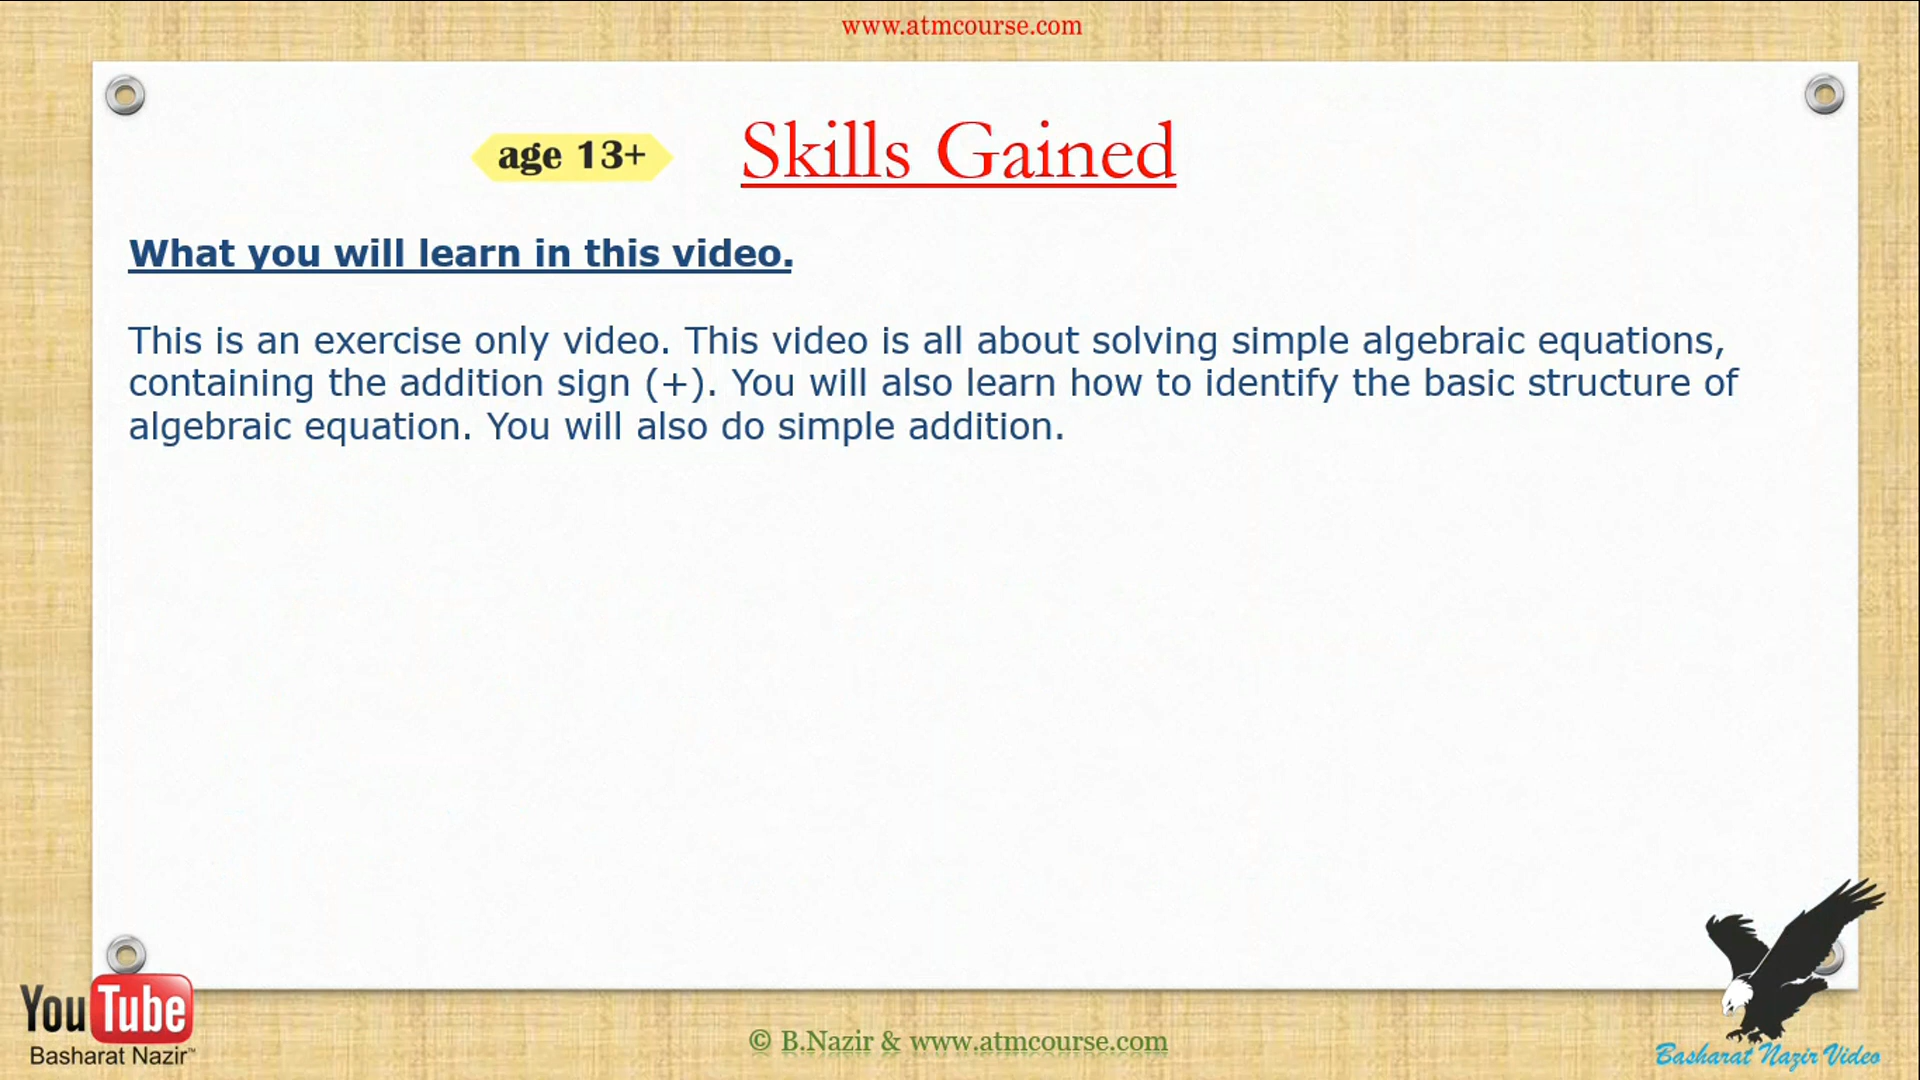 www.atmcourse.com
age 13+
Skills Gained
What you will learn in this video.
This is an exercise only video. This video is all about solving simple algebraic equations,
containing the addition sign (+). You will also learn how to identify the basic structure of
algebraic equation. You will also do simple addition.
YouTube
Basharat Nazir™
© B.Nazir & www.atmcourse.com
Basharat Nazir Video